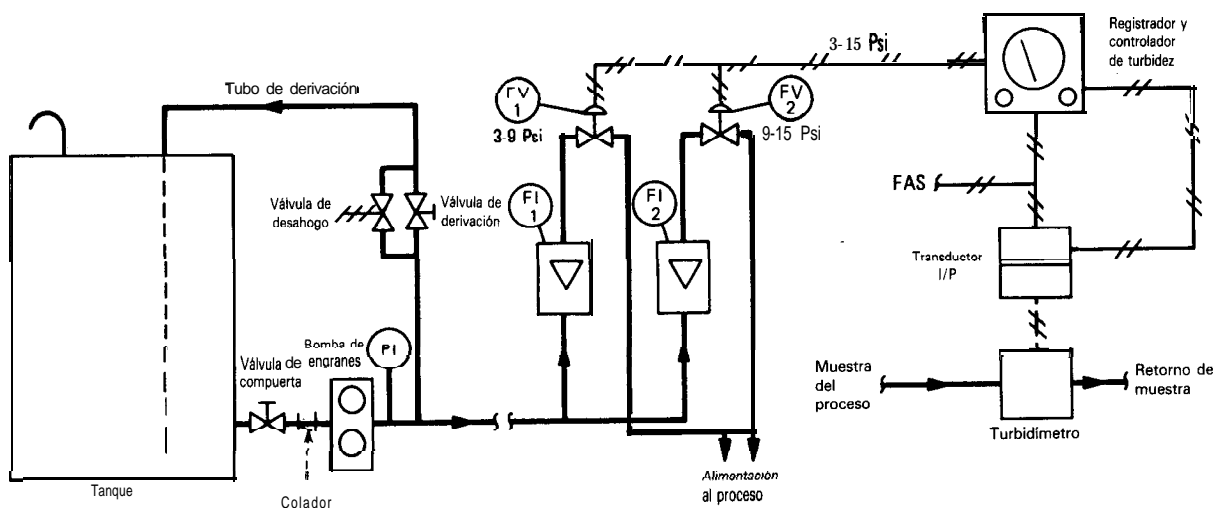 Tubo de derivación
Válvula de
desahogo
Válvula de
derivación
Bomba de
engranes
Válvula de
compuerta
PI
Tanque
Colador
FV
1
3-9 Psi
FV
2
9-15 Psi
3-15 Psi
FI
1
FI
2
Alimentación
al proceso
Registrador y
controlador
de turbidez
FAS
Transductor
I/P
Muestra
del
proceso
Retorno de
muestra
Turbidímetro